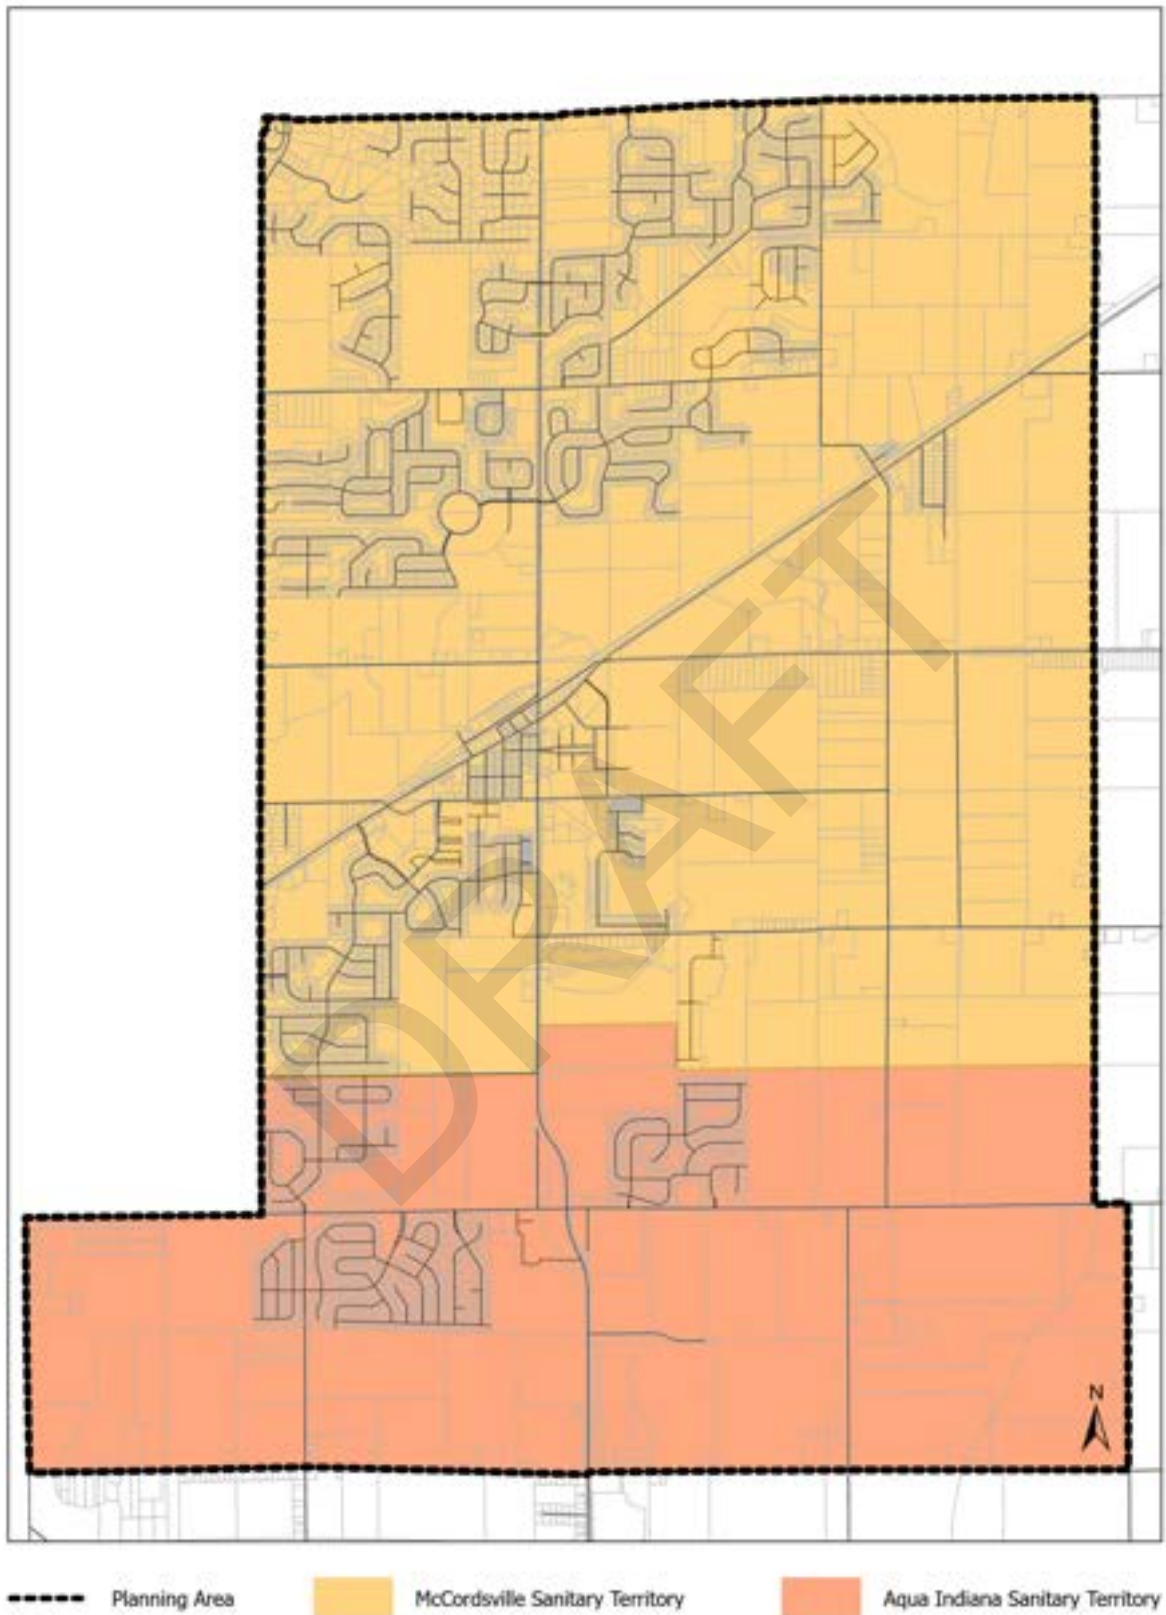 DRAFT
N
Planning Area
McCordsville Sanitary Territory
Aqua Indiana Sanitary Territory